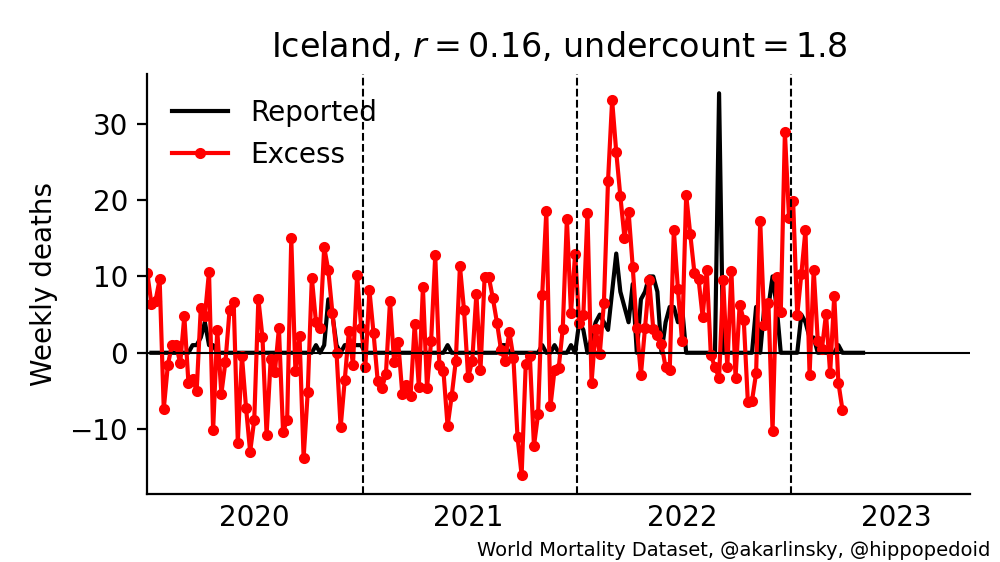 Iceland, r = 0.16, undercount = 1.8
Reported
Excess
Weekly deaths
30
20
10
0
−10
2020 2021 2022 2023
World Mortality Dataset, @akarlinsky, @hippopedoid